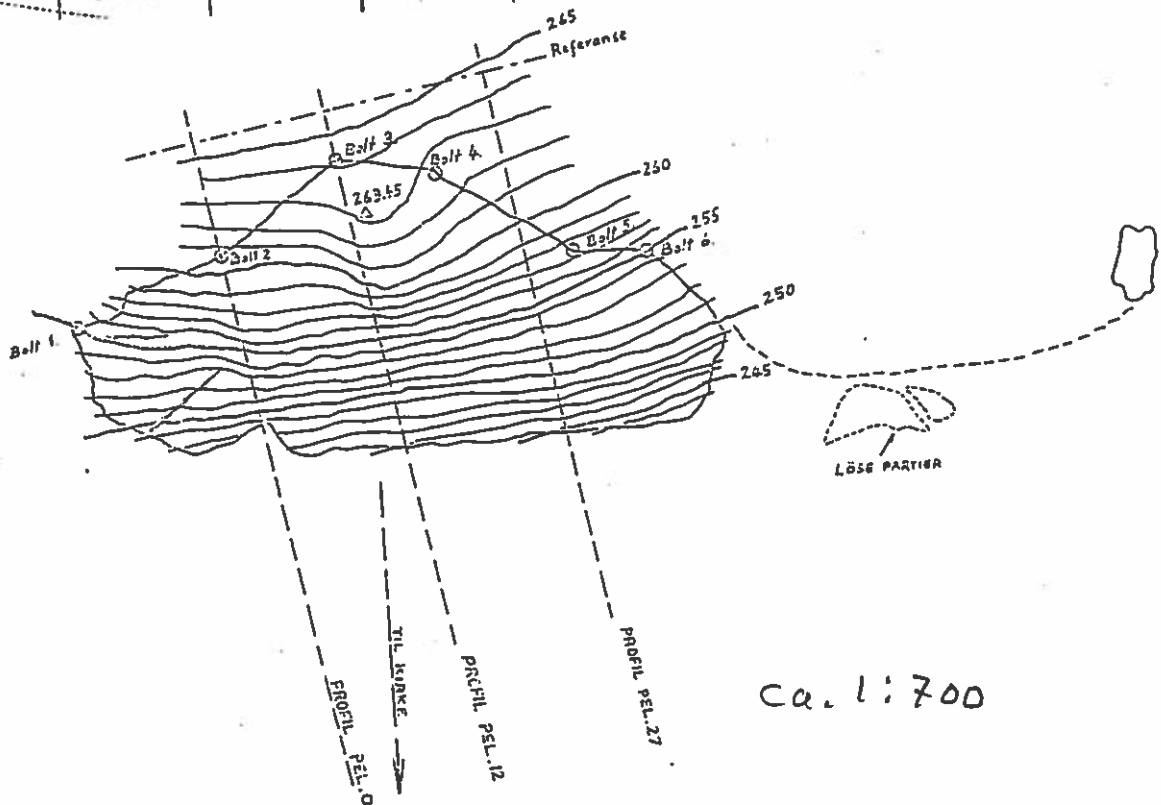 265
Referanse
Bolt 3
Bolt 4
263.45
260
255
Bolt 2
Bolt 5
Bolt 6
250
Bolt 1
245
LÖSE PARTIER
TIL KIRKE
PROFIL PEL.0
PROFIL PEL.12
PROFIL PEL.27
ca. 1:700